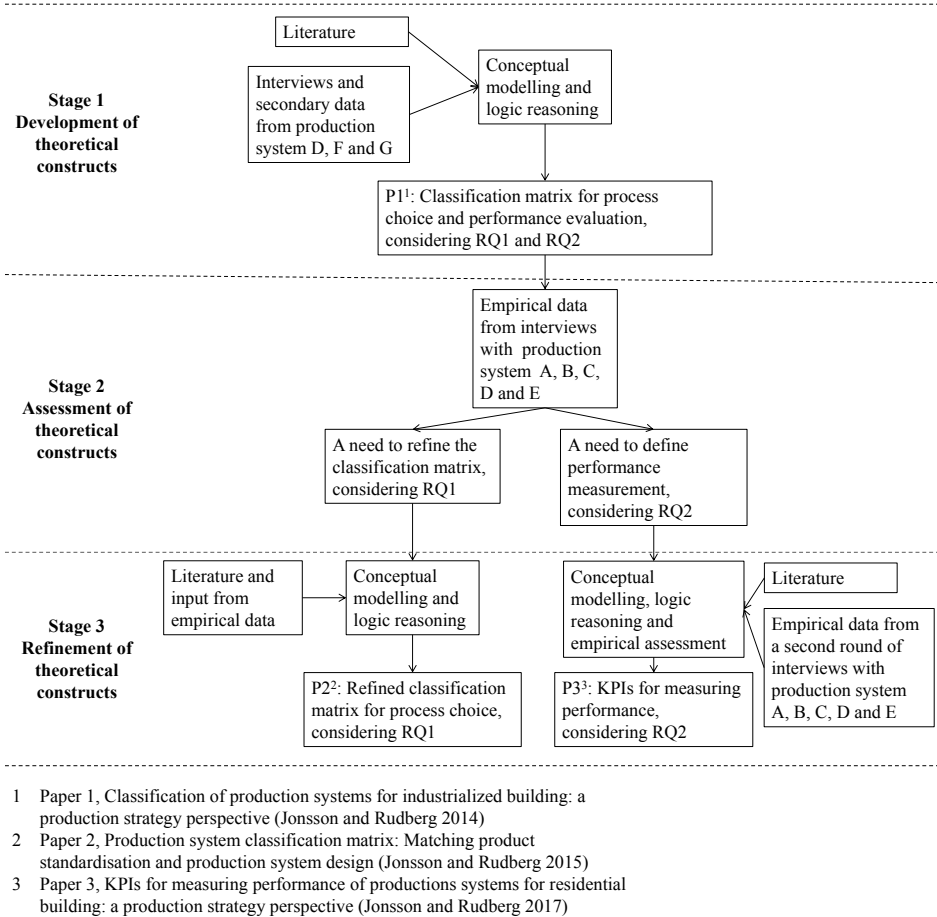 Literature
Interviews and
secondary data
from production
system D, F and G
Conceptual
modelling and
logic reasoning
Stage 1
Development of
theoretical
constructs
P1¹: Classification matrix for process
choice and performance evaluation,
considering RQ1 and RQ2
Empirical data
from interviews
with production
system A, B, C,
D and E
Stage 2
Assessment of
theoretical
constructs
A need to refine the
classification matrix,
considering RQ1
A need to define
performance
measurement,
considering RQ2
Stage 3
Refinement of
theoretical
constructs
Literature and
input from
empirical data
Conceptual
modelling and
logic reasoning
Conceptual
modelling, logic
reasoning and
empirical assessment
Literature
Empirical data from
a second round of
interviews with
production system
A, B, C, D and E
P2²: Refined classification
matrix for process choice,
considering RQ1
P3³: KPIs for measuring
performance,
considering RQ2
1 Paper 1, Classification of production systems for industrialized building: a
production strategy perspective (Jonsson and Rudberg 2014)
2 Paper 2, Production system classification matrix: Matching product
standardisation and production system design (Jonsson and Rudberg 2015)
3 Paper 3, KPIs for measuring performance of productions systems for residential
building: a production strategy perspective (Jonsson and Rudberg 2017)